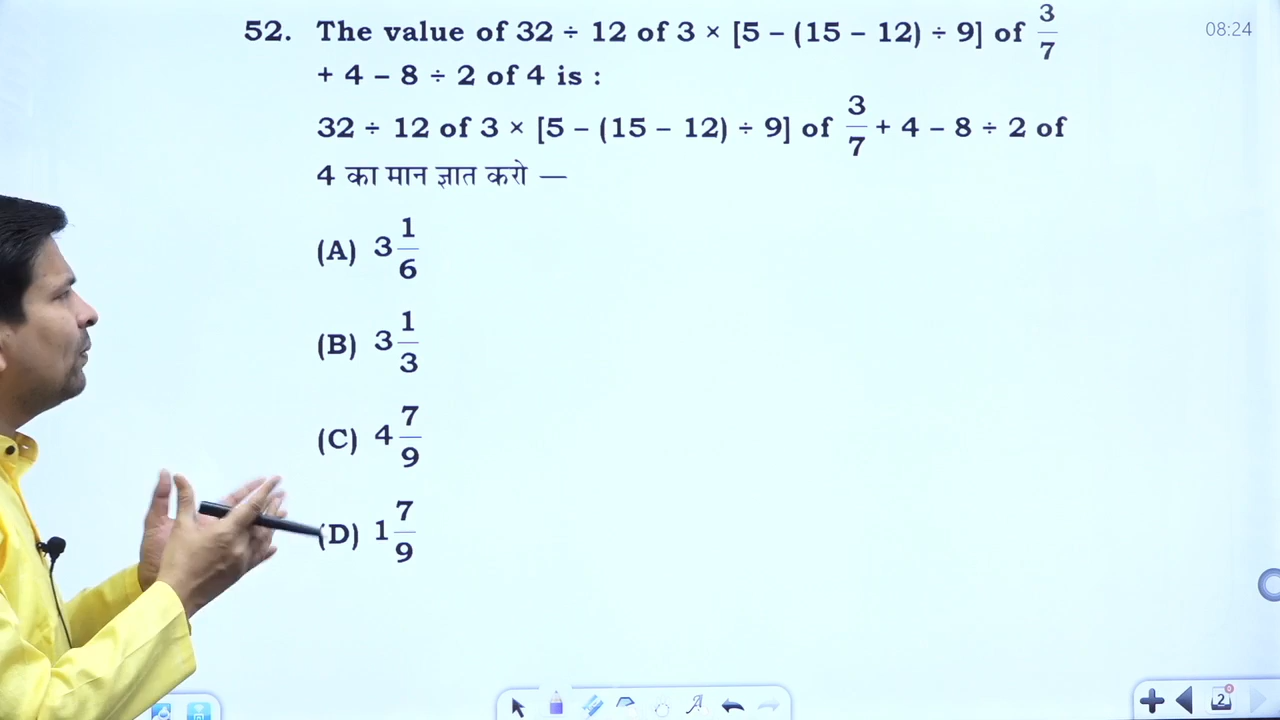 08:24
52. The value of 32 ÷ 12 of 3 × [5 – (15 – 12) ÷ 9] of 3/7
+ 4 – 8 ÷ 2 of 4 is :
32 ÷ 12 of 3 × [5 – (15 – 12) ÷ 9] of 3/7 + 4 – 8 ÷ 2 of
4 का मान ज्ञात करो —
(A) 3 1/6
(B) 3 1/3
(C) 4 7/9
(D) 1 7/9
2